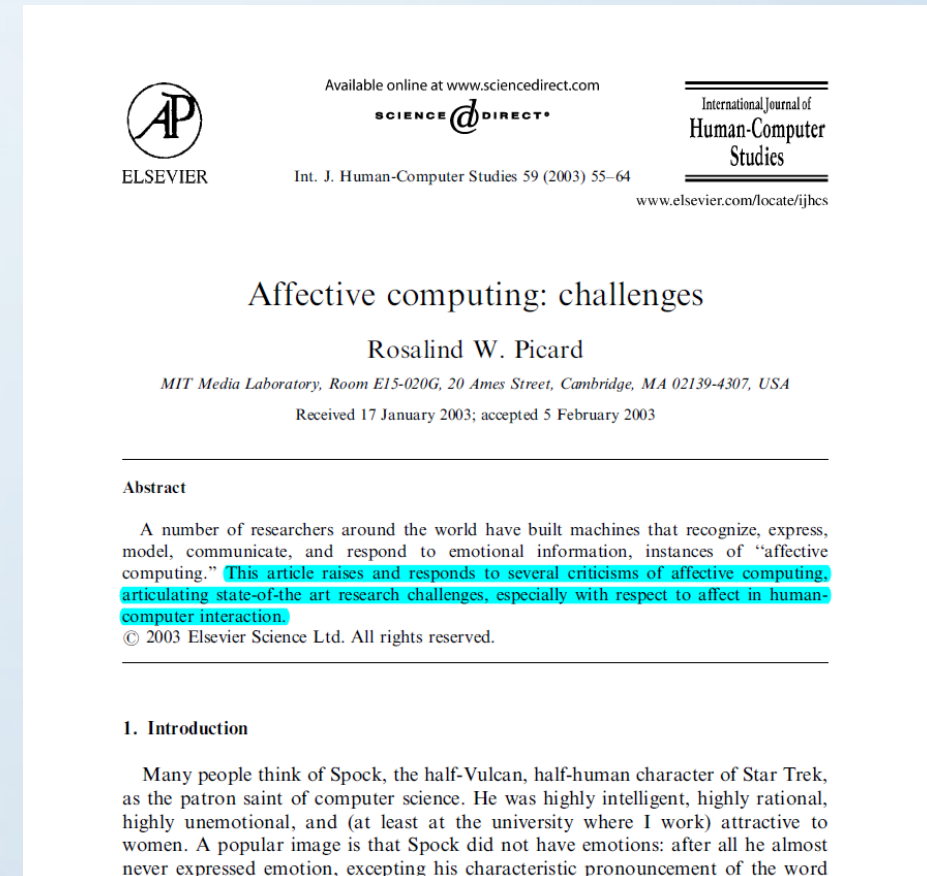 Available online at www.sciencedirect.com
SCIENCE d DIRECT®
AP
ELSEVIER
International Journal of
Human-Computer
Studies
Int. J. Human-Computer Studies 59 (2003) 55–64
www.elsevier.com/locate/ijhcs
Affective computing: challenges
Rosalind W. Picard
MIT Media Laboratory, Room E15-020G, 20 Ames Street, Cambridge, MA 02139-4307, USA
Received 17 January 2003; accepted 5 February 2003
Abstract
A number of researchers around the world have built machines that recognize, express,
model, communicate, and respond to emotional information, instances of “affective
computing.” This article raises and responds to several criticisms of affective computing,
articulating state-of-the art research challenges, especially with respect to affect in human-
computer interaction.
© 2003 Elsevier Science Ltd. All rights reserved.
1. Introduction
Many people think of Spock, the half-Vulcan, half-human character of Star Trek,
as the patron saint of computer science. He was highly intelligent, highly rational,
highly unemotional, and (at least at the university where I work) attractive to
women. A popular image is that Spock did not have emotions: after all he almost
never expressed emotion, excepting his characteristic pronouncement of the word